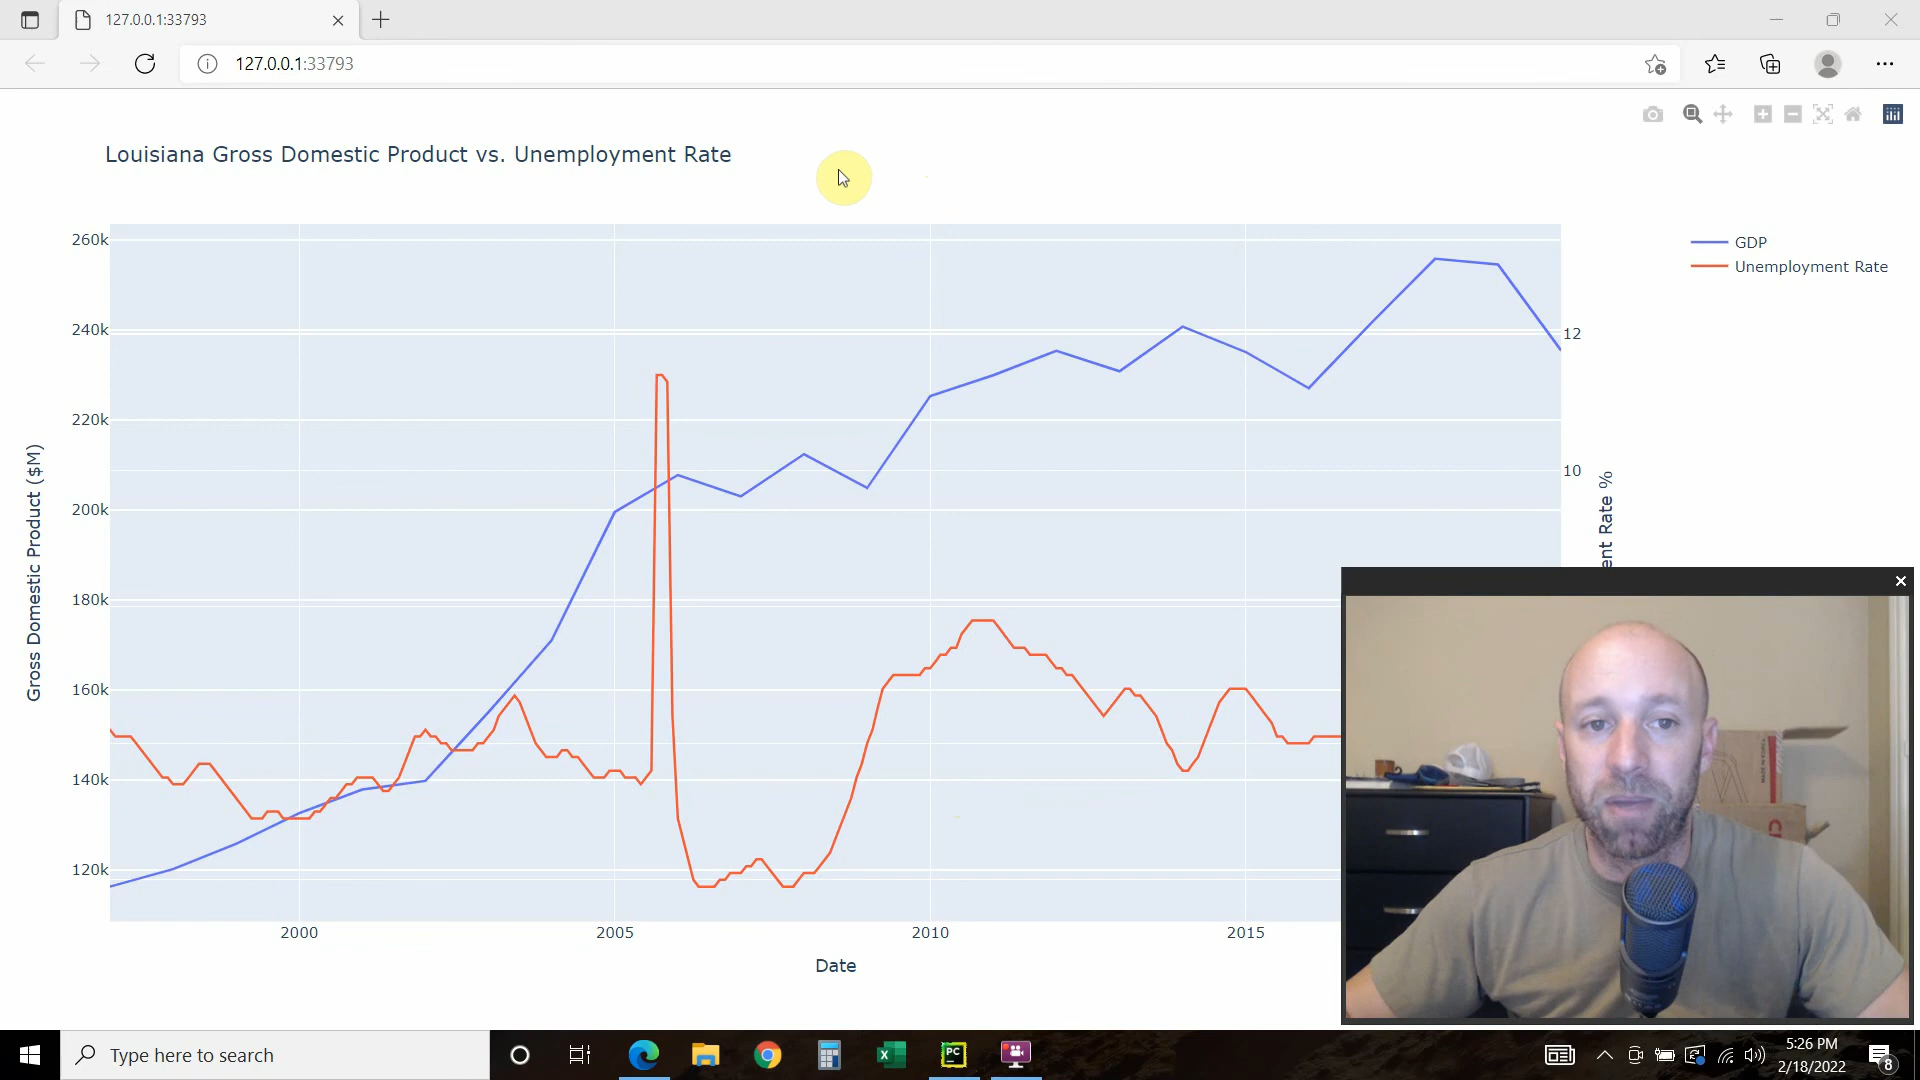 127.0.0.1:33793
127.0.0.1:33793
Louisiana Gross Domestic Product vs. Unemployment Rate
GDP
Unemployment Rate
260k
240k
220k
200k
180k
160k
140k
120k
Gross Domestic Product ($M)
12
10
Rate %
2000
2005
2010
2015
Date
Type here to search
PC
5:26 PM
2/18/2022
8